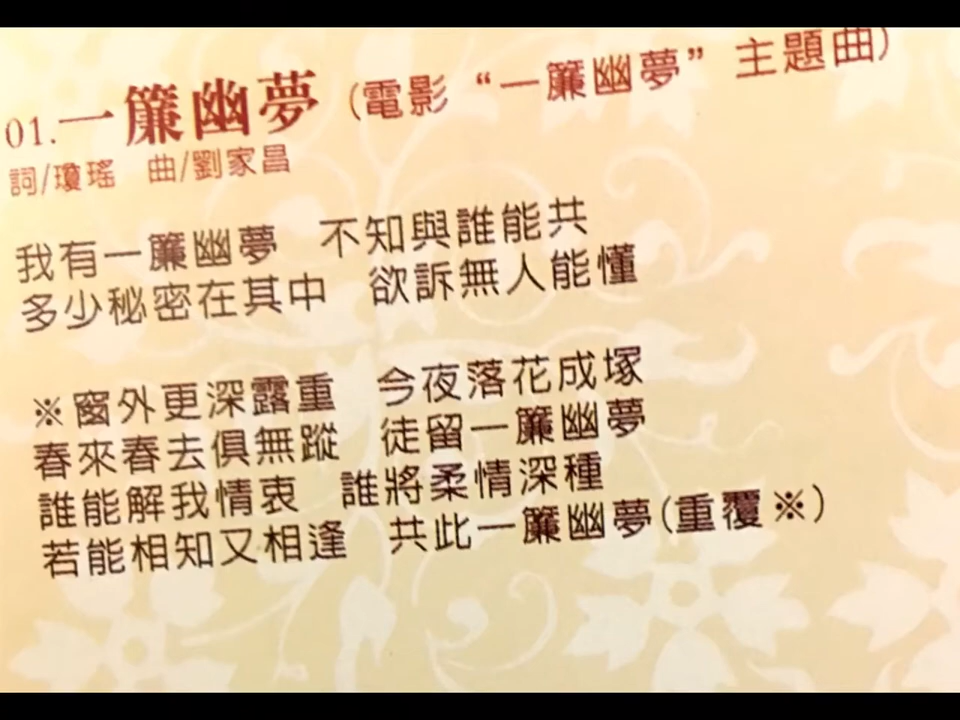 01.一簾幽夢 (電影 “一簾幽夢” 主題曲)
詞/瓊瑤 曲/劉家昌
我有一簾幽夢 不知與誰能共
多少秘密在其中 欲訴無人能懂
※窗外更深露重 今夜落花成塚
春來春去俱無蹤 徒留一簾幽夢
誰能解我情衷 誰將柔情深種
若能相知又相逢 共此一簾幽夢(重覆※)